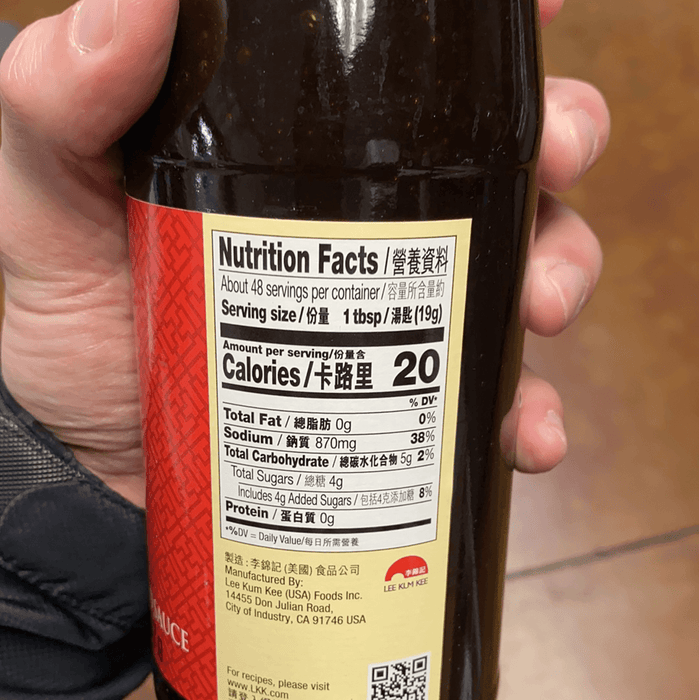 Nutrition Facts / 營養資料
About 48 servings per container / 容量所含量約
Serving size / 份量 1 tbsp / 湯匙 (19g)
Amount per serving/份量含
Calories/卡路里 20
% DV*
Total Fat / 總脂肪 0g 0%
Sodium / 鈉質 870mg 38%
Total Carbohydrate / 總碳水化合物 5g 2%
Total Sugars / 總糖 4g
Includes 4g Added Sugars / 包括4克添加糖 8%
Protein / 蛋白質 0g
*%DV = Daily Value/每日所需營養
製造 : 李錦記 (美國) 食品公司
Manufactured By:
Lee Kum Kee (USA) Foods Inc.
14455 Don Julian Road,
City of Industry, CA 91746 USA
李錦記
LEE KUM KEE
SAUCE
For recipes, please visit
www.LKK.com